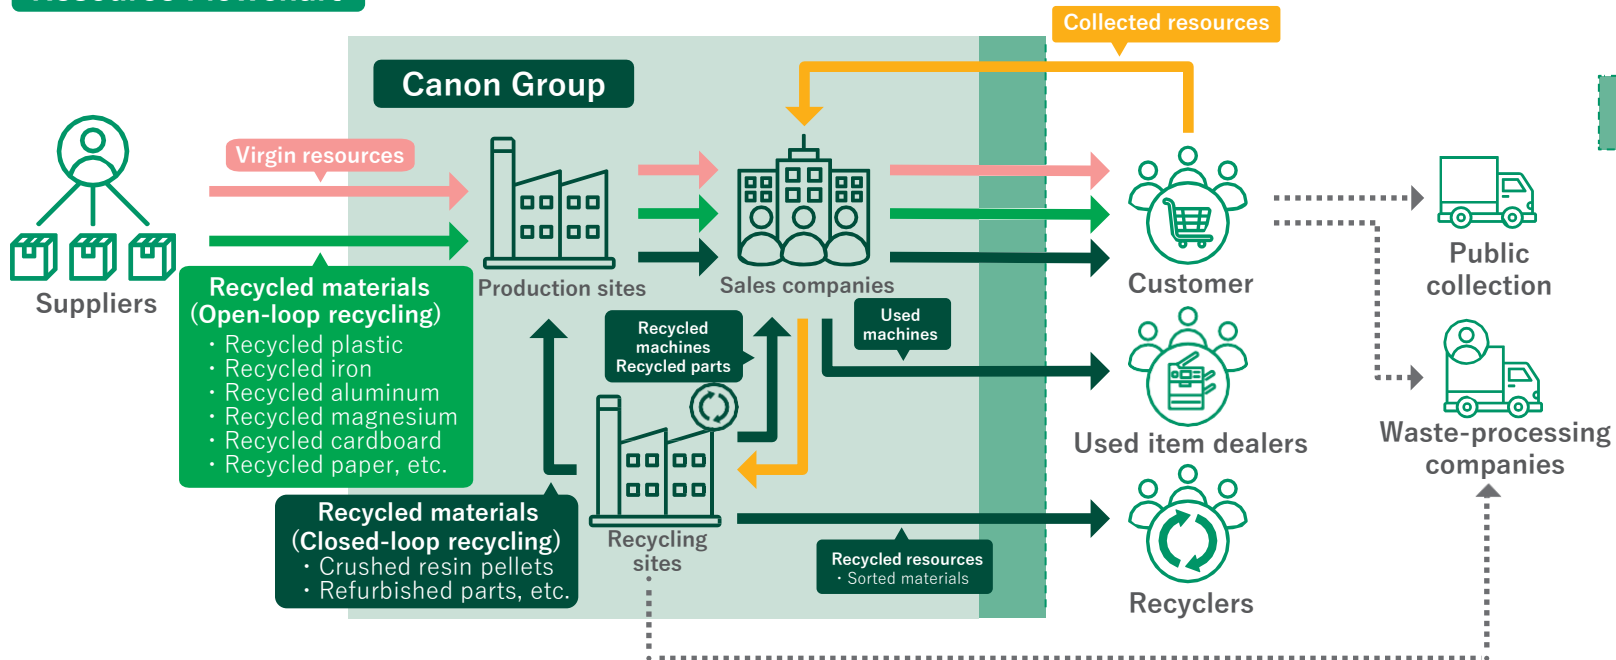 Resource Flowchart
Collected resources
Canon Group
Virgin resources
Suppliers
Recycled materials
(Open-loop recycling)
・Recycled plastic
・Recycled iron
・Recycled aluminum
・Recycled magnesium
・Recycled cardboard
・Recycled paper, etc.
Production sites
Sales companies
Customer
Public
collection
Recycled
machines
Recycled parts
Used
machines
Used item dealers
Waste-processing
companies
Recycled materials
(Closed-loop recycling)
・Crushed resin pellets
・Refurbished parts, etc.
Recycling
sites
Recycled resources
・Sorted materials
Recyclers